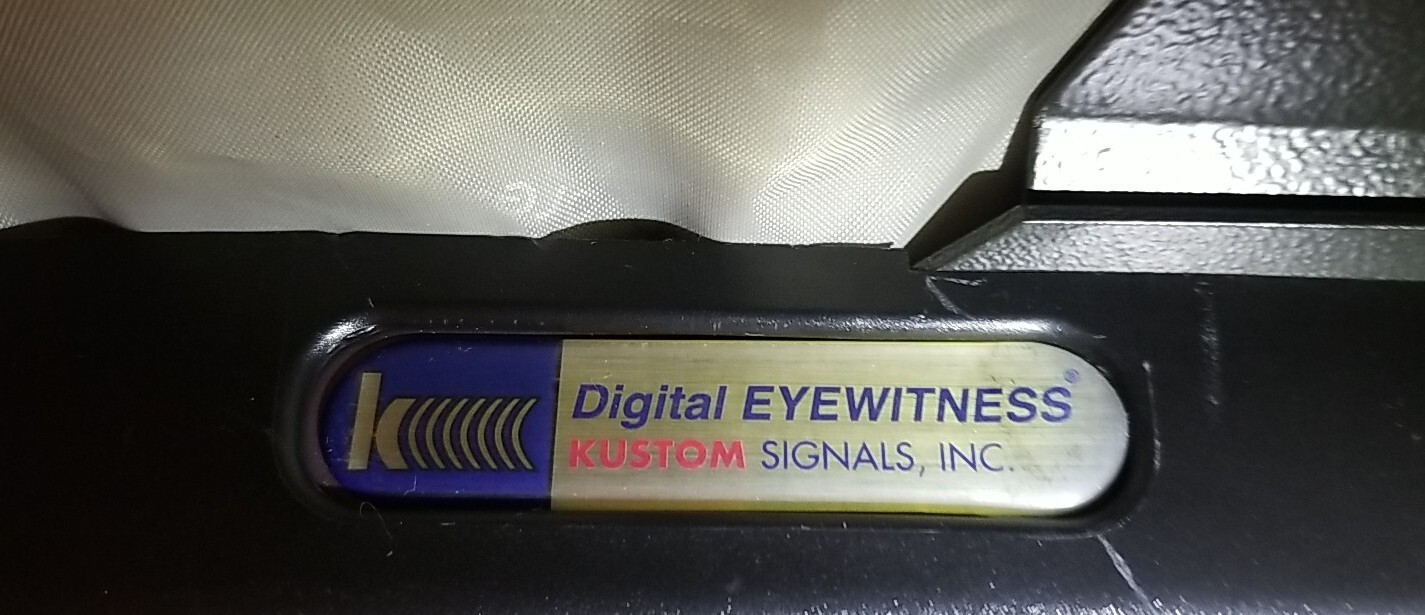 k
Digital EYEWITNESS®
KUSTOM SIGNALS, INC.